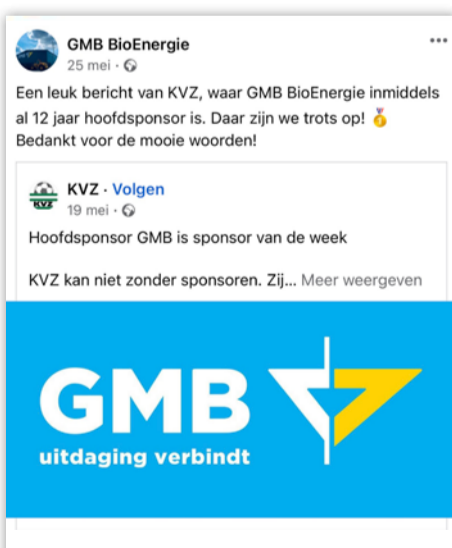 GMB BioEnergie
25 mei ·
Een leuk bericht van KVZ, waar GMB BioEnergie inmiddels
al 12 jaar hoofdsponsor is. Daar zijn we trots op! 🥇
Bedankt voor de mooie woorden!
KVZ
KVZ · Volgen
19 mei ·
Hoofdsponsor GMB is sponsor van de week
KVZ kan niet zonder sponsoren. Zij... Meer weergeven
GMB
uitdaging verbindt